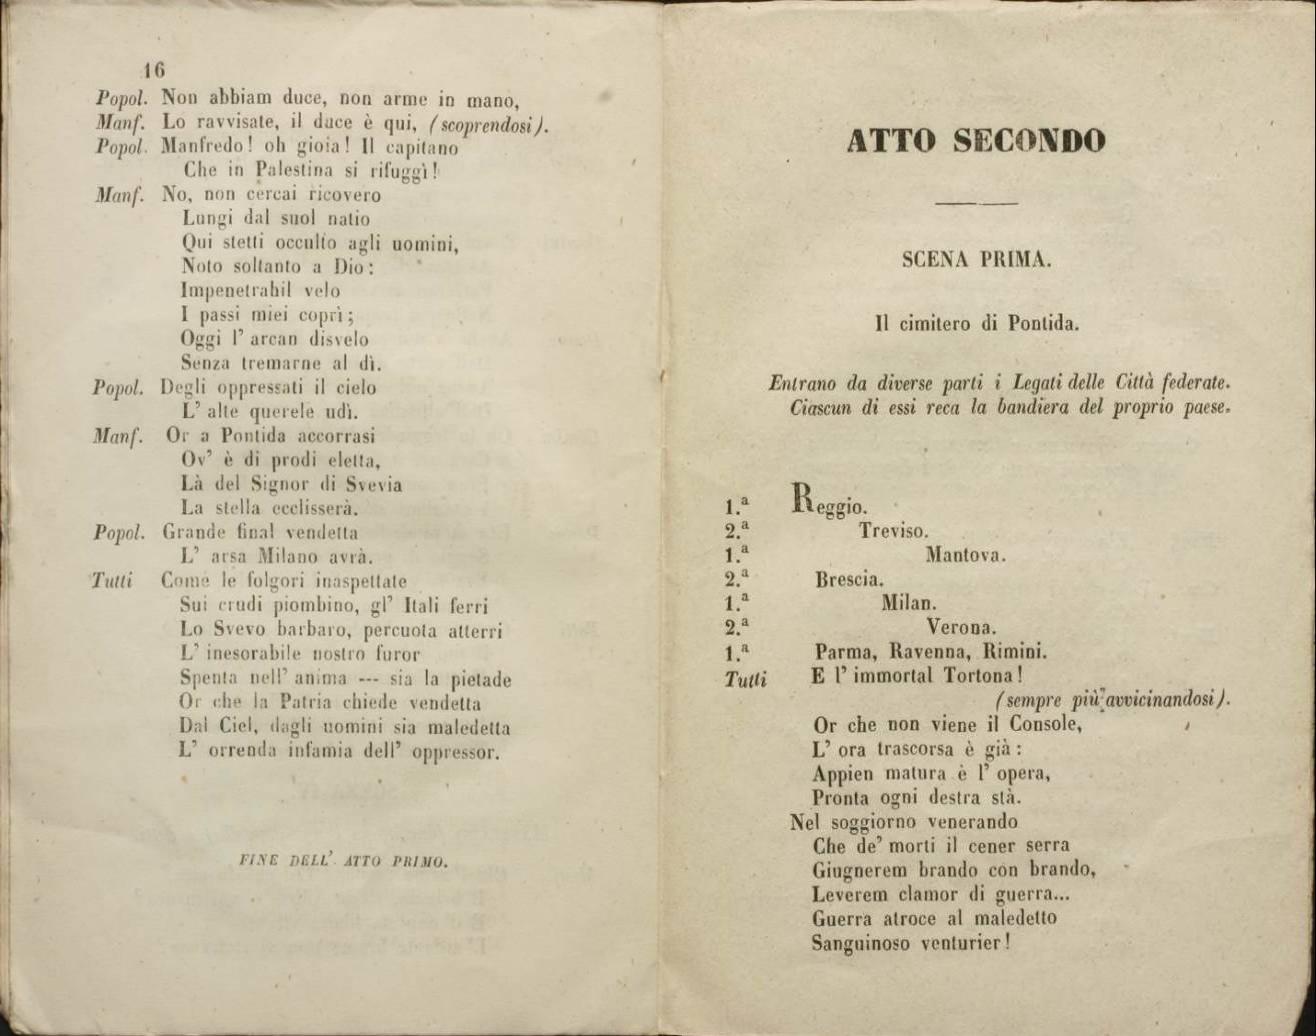 16
Popol. Non abbiam duce, non arme in mano,
Manf. Lo ravvisate, il duce è qui, (scoprendosi).
Popol. Manfredo! oh gioia! Il capitano
Che in Palestina si rifuggì!
Manf. No, non cercai ricovero
Lungi dal suol natio
Qui stetti occulto agli uomini,
Noto soltanto a Dio:
Impenetrabil velo
I passi miei coprì;
Oggi l' arcan disvelo
Senza tremarne al dì.
Popol. Degli oppressati il cielo
L' alte querele udì.
Manf. Or a Pontida accorrasi
Ov' è di prodi eletta,
Là del Signor di Svevia
La stella ecclisserà.
Popol. Grande final vendetta
L' arsa Milano avrà.
Tutti Come le folgori inaspettate
Sui crudi piombino, gl' Itali ferri
Lo Svevo barbaro, percuota atterri
L' inesorabile nostro furor
Spenta nell' anima --- sia la pietade
Or che la Patria chiede vendetta
Dal Ciel, dagli uomini sia maledetta
L' orrenda infamia dell' oppressor.
FINE DELL' ATTO PRIMO.
ATTO SECONDO
SCENA PRIMA.
Il cimitero di Pontida.
Entrano da diverse parti i Legati delle Città federate.
Ciascun di essi reca la bandiera del proprio paese.
1.ª Reggio.
2.ª Treviso.
1.ª Mantova.
2.ª Brescia.
1.ª Milan.
2.ª Verona.
1.ª Parma, Ravenna, Rimini.
Tutti E l' immortal Tortona!
(sempre più avvicinandosi).
Or che non viene il Console,
L' ora trascorsa è già:
Appien matura è l' opera,
Pronta ogni destra stà.
Nel soggiorno venerando
Che de' morti il cener serra
Giugnerem brando con brando,
Leverem clamor di guerra...
Guerra atroce al maledetto
Sanguinoso venturier!